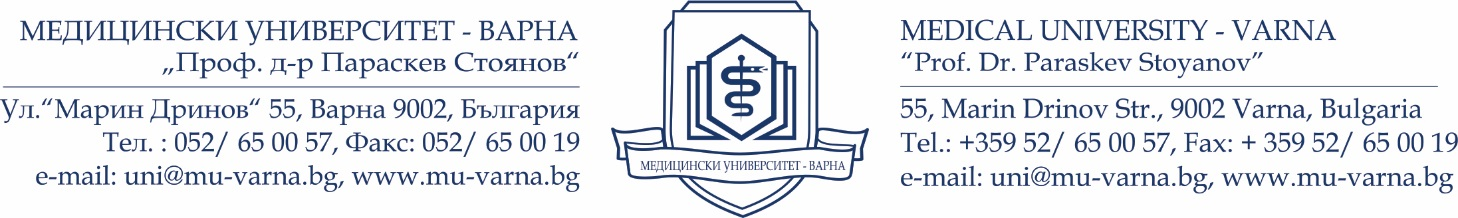 МЕДИЦИНСКИ УНИВЕРСИТЕТ - ВАРНА
„Проф. д-р Параскев Стоянов“
Ул.“Марин Дринов“ 55, Варна 9002, България
Тел. : 052/ 65 00 57, Факс: 052/ 65 00 19
e-mail: uni@mu-varna.bg, www.mu-varna.bg
МЕДИЦИНСКИ УНИВЕРСИТЕТ - ВАРНА
MEDICAL UNIVERSITY - VARNA
“Prof. Dr. Paraskev Stoyanov”
55, Marin Drinov Str., 9002 Varna, Bulgaria
Tel.: +359 52/ 65 00 57, Fax: + 359 52/ 65 00 19
e-mail: uni@mu-varna.bg, www.mu-varna.bg